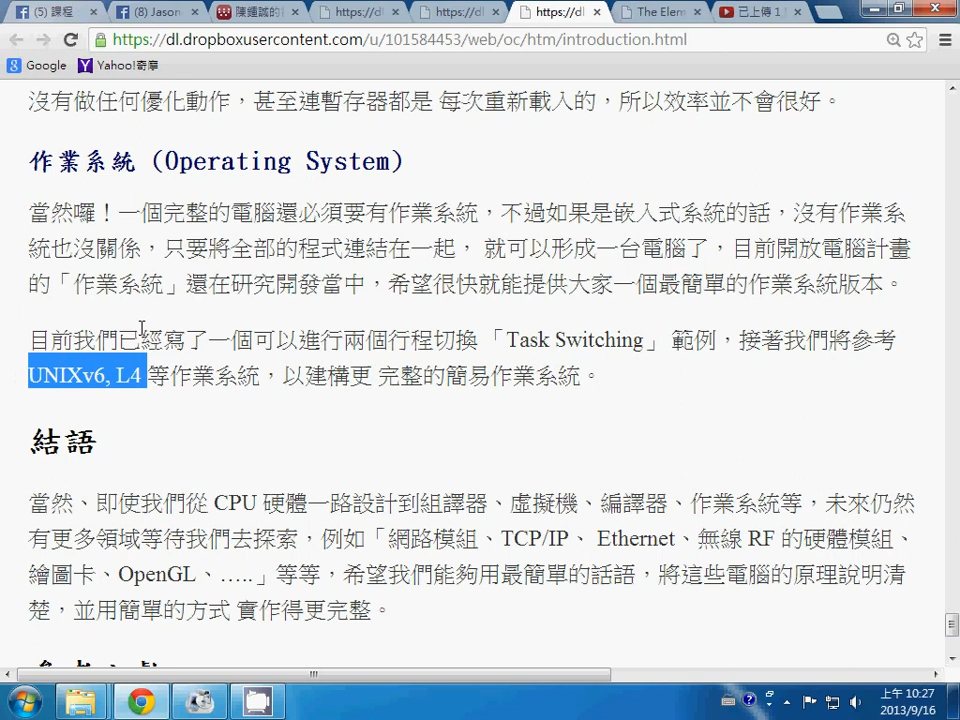 (8) 課程
(8) Jason
陳鍾誠的
https://dl
https://dl
https://dl
The Elem
已上傳 1
https://dl.dropboxusercontent.com/u/101584453/web/oc/htm/introduction.html
Google
Yahoo!奇摩
沒有做任何優化動作，甚至連暫存器都是 每次重新載入的，所以效率並不會很好。
作業系統 (Operating System)
當然囉！一個完整的電腦還必須要有作業系統，不過如果是嵌入式系統的話，沒有作業系
統也沒關係，只要將全部的程式連結在一起， 就可以形成一台電腦了，目前開放電腦計畫
的「作業系統」還在研究開發當中，希望很快就能提供大家一個最簡單的作業系統版本。
目前我們已經寫了一個可以進行兩個行程切換 「Task Switching」 範例，接著我們將參考
UNIXv6, L4 等作業系統，以建構更 完整的簡易作業系統。
結語
當然、即使我們從 CPU 硬體一路設計到組譯器、虛擬機、編譯器、作業系統等，未來仍然
有更多領域等待我們去探索，例如「網路模組、TCP/IP、 Ethernet、無線 RF 的硬體模組、
繪圖卡、OpenGL、…..」等等，希望我們能夠用最簡單的話語，將這些電腦的原理說明清
楚，並用簡單的方式 實作得更完整。
上午 10:27
2013/9/16